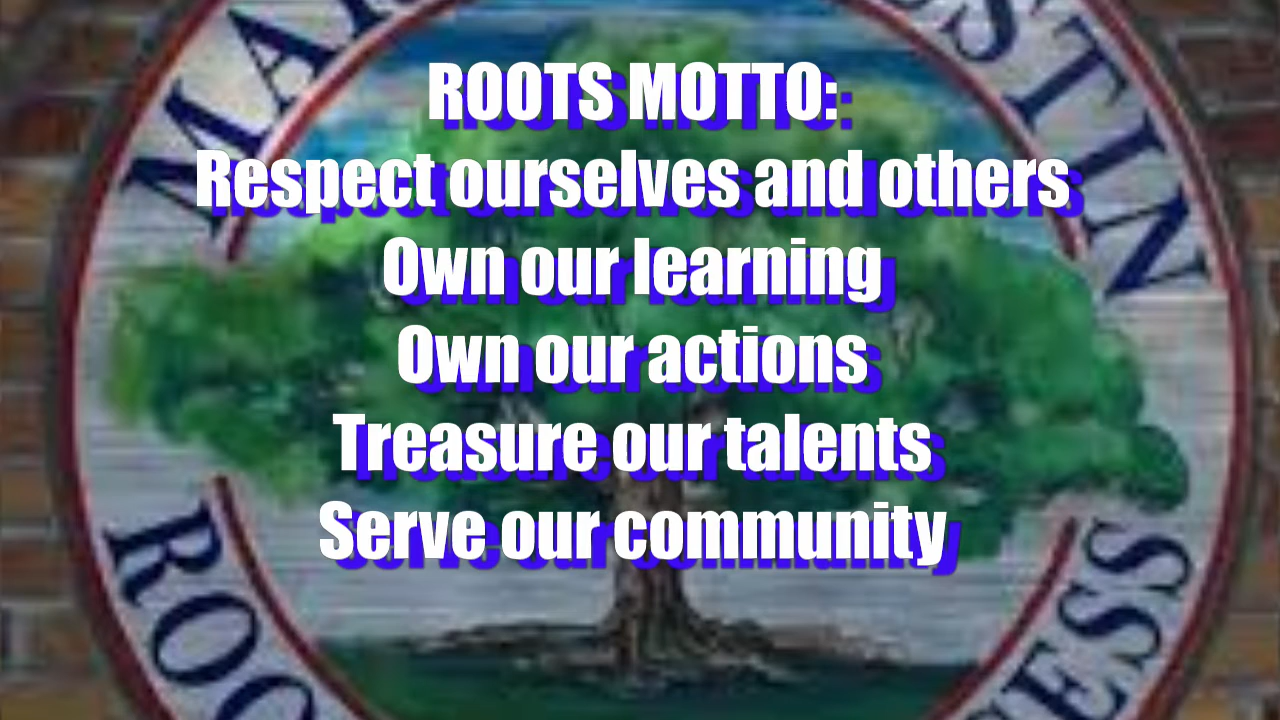 ROOTS MOTTO:
Respect ourselves and others
Own our learning
Own our actions
Treasure our talents
Serve our community